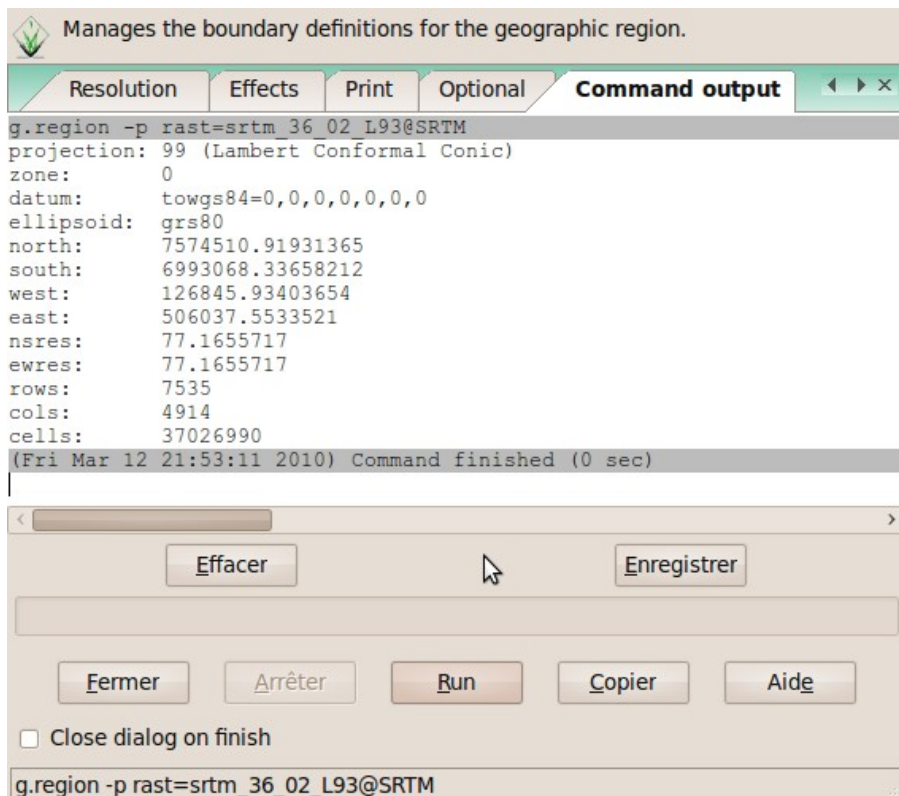 Manages the boundary definitions for the geographic region.
Resolution Effects Print Optional Command output
g.region -p rast=srtm_36_02_L93@SRTM
projection: 99 (Lambert Conformal Conic)
zone: 0
datum: towgs84=0,0,0,0,0,0,0
ellipsoid: grs80
north: 7574510.91931365
south: 6993068.33658212
west: 126845.93403654
east: 506037.5533521
nsres: 77.1655717
ewres: 77.1655717
rows: 7535
cols: 4914
cells: 37026990
(Fri Mar 12 21:53:11 2010) Command finished (0 sec)
Effacer Enregistrer
Fermer Arrêter Run Copier Aide
Close dialog on finish
g.region -p rast=srtm_36_02_L93@SRTM